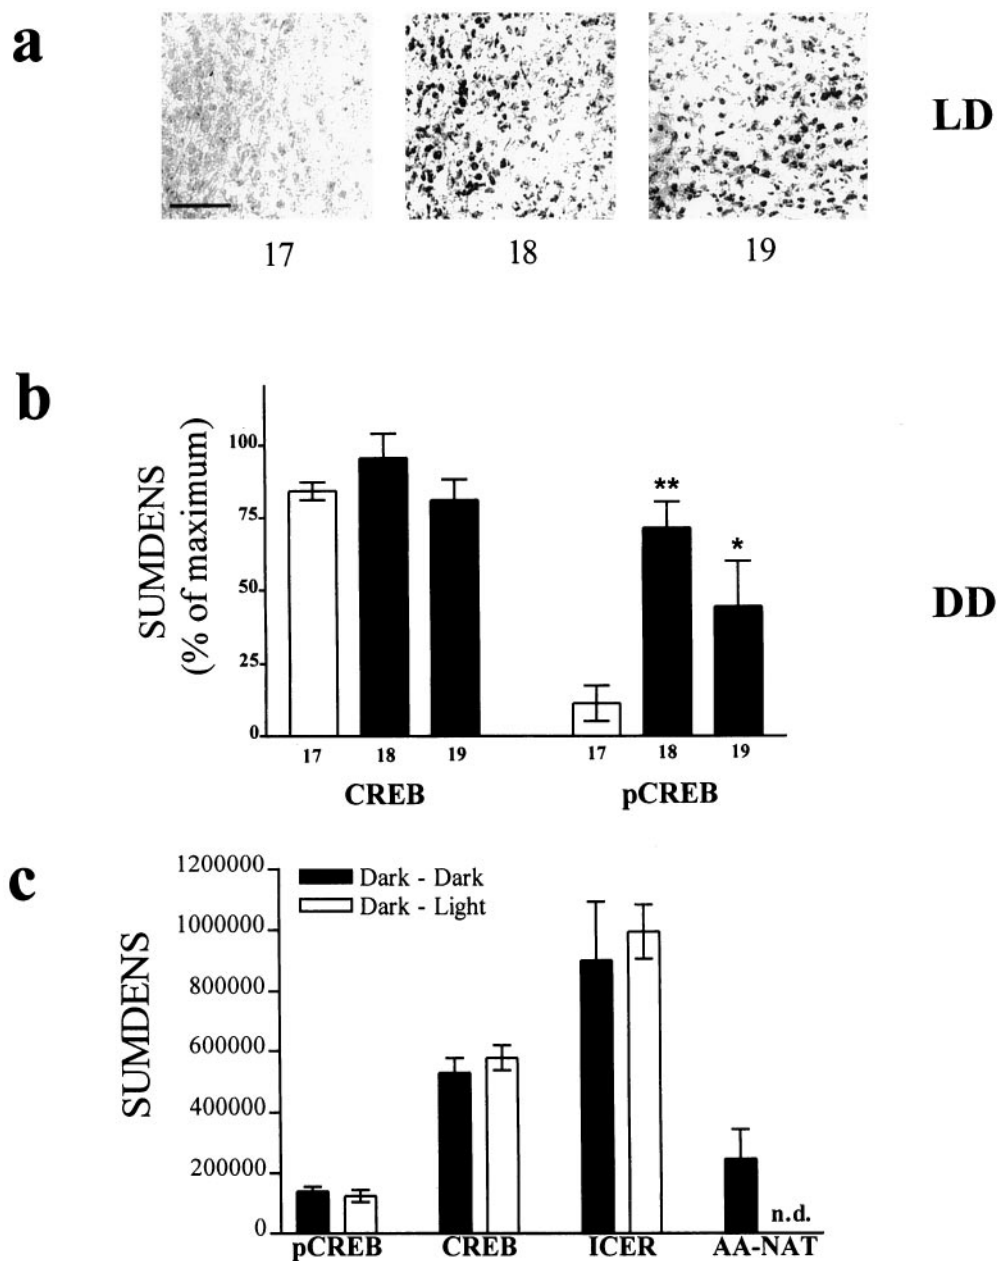 a
LD
17 18 19
b
SUMDENS
(% of maximum)
100
75
50
25
0
** *
17 18 19 17 18 19
CREB pCREB
DD
c
SUMDENS
1200000
1000000
800000
600000
400000
200000
0
Dark - Dark
Dark - Light
n.d.
pCREB CREB ICER AA-NAT